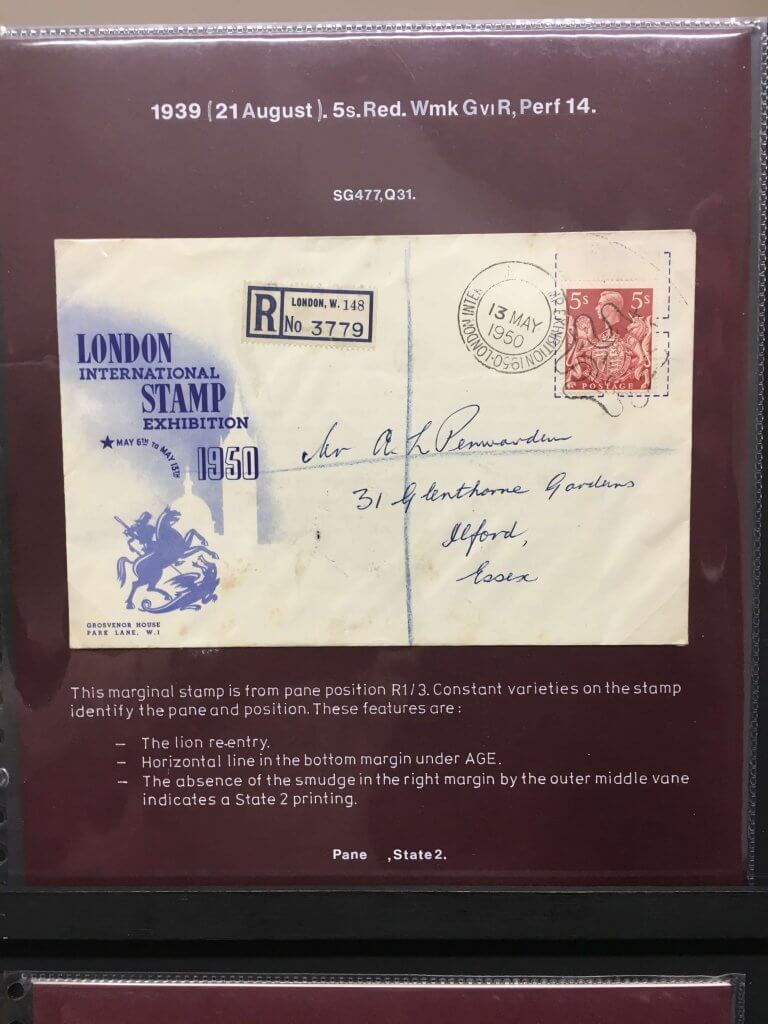 1939 (21 August). 5s. Red. Wmk GVIR, Perf 14.
SG477, Q31.
R
LONDON, W. 148
No 3779
LONDON
INTERNATIONAL
STAMP
EXHIBITION
★ MAY 6TH TO MAY 13TH
1950
GROSVENOR HOUSE
PARK LANE, W.1
EXHIBITION 1950·LONDON INTER
13 MAY
1950
5s 5s
POSTAGE
Mr A. L Penwarden
31 Glenthorne Gardens
Ilford,
Essex
This marginal stamp is from pane position R1/3. Constant varieties on the stamp
identify the pane and position. These features are :
– The lion re-entry.
– Horizontal line in the bottom margin under AGE.
– The absence of the smudge in the right margin by the outer middle vane
indicates a State 2 printing.
Pane , State 2.